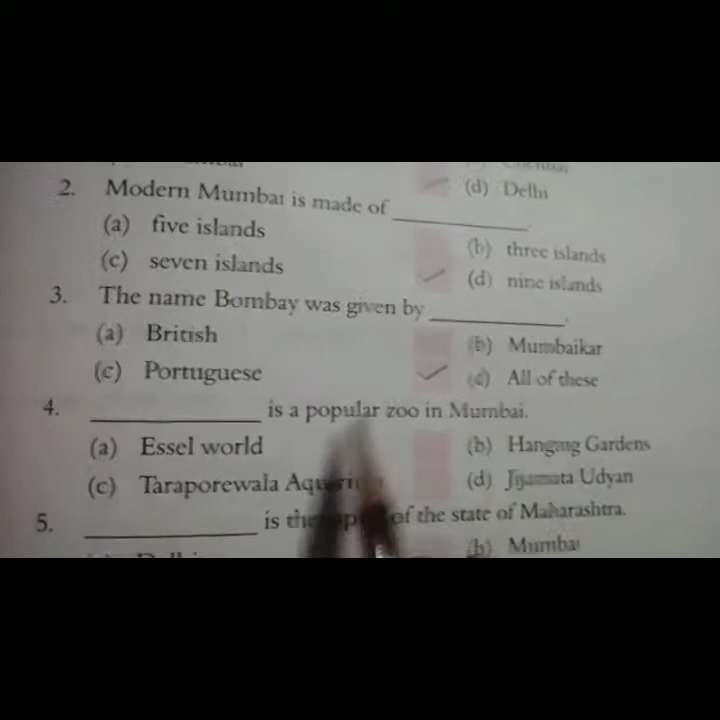 (d) Delhi
2. Modern Mumbai is made of ____________.
(a) five islands (b) three islands
(c) seven islands (d) nine islands
3. The name Bombay was given by ____________.
(a) British (b) Mumbaikar
(c) Portuguese (d) All of these
4. ____________ is a popular zoo in Mumbai.
(a) Essel world (b) Hanging Gardens
(c) Taraporewala (d) Jijamata Udyan
5. ____________ is the of the state of Maharashtra.
(b) Mumbai